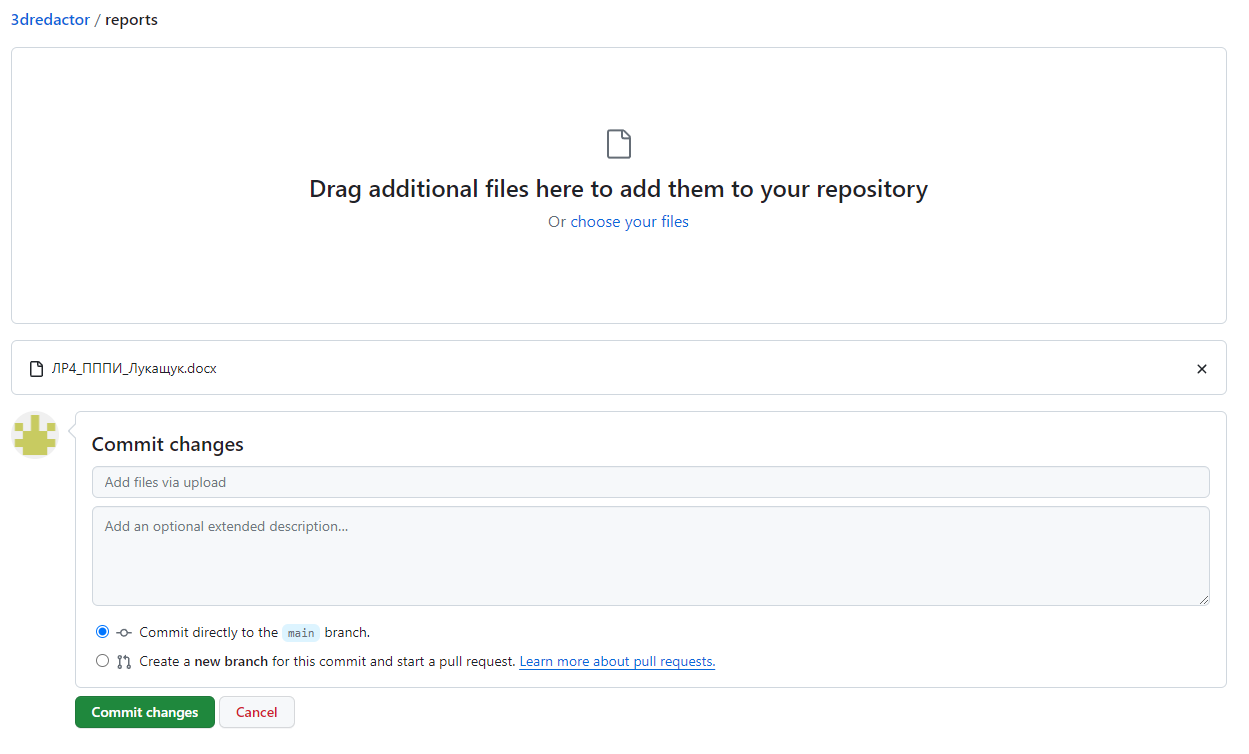 3dredactor / reports
Drag additional files here to add them to your repository
Or choose your files
ЛР4_ПППИ_Лукащук.docx
Commit changes
Add files via upload
Add an optional extended description...
Commit directly to the main branch.
Create a new branch for this commit and start a pull request. Learn more about pull requests.
Commit changes Cancel